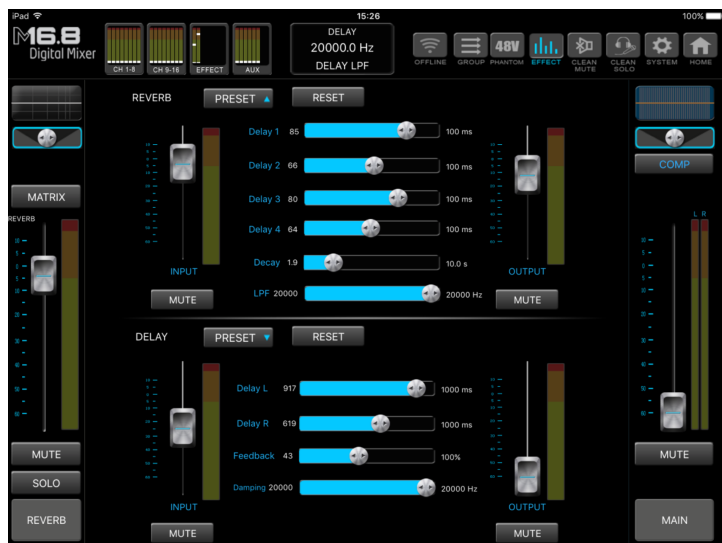 iPad 15:26 100%
M6.8
Digital Mixer
CH 1-8 CH 9-16 EFFECT AUX
DELAY
20000.0 Hz
DELAY LPF
OFFLINE GROUP 48V PHANTOM EFFECT CLEAN MUTE CLEAN SOLO SYSTEM HOME
REVERB PRESET RESET
Delay 1 85 100 ms
Delay 2 66 100 ms
Delay 3 80 100 ms
Delay 4 64 100 ms
Decay 1.9 10.0 s
LPF 20000 20000 Hz
INPUT OUTPUT
MUTE MUTE
MATRIX
REVERB
MUTE
SOLO
REVERB
DELAY PRESET RESET
Delay L 917 1000 ms
Delay R 619 1000 ms
Feedback 43 100%
Damping 20000 20000 Hz
INPUT OUTPUT
MUTE MUTE
COMP
L R
MUTE
MAIN